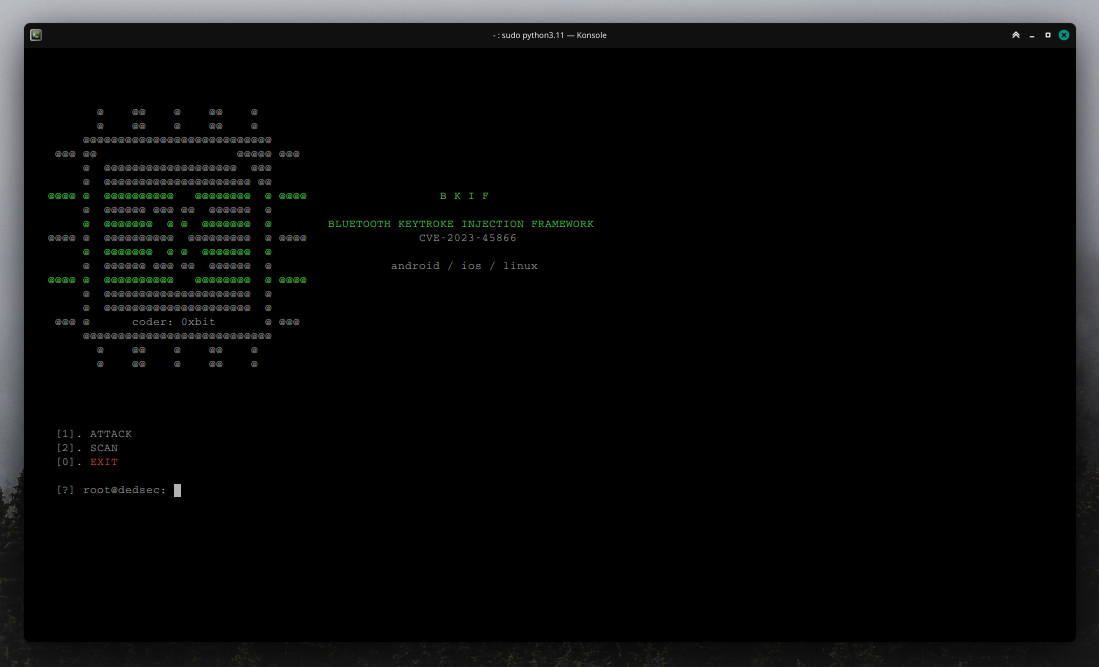 - : sudo python3.11 — Konsole
B K I F
BLUETOOTH KEYTROKE INJECTION FRAMEWORK
CVE-2023-45866
android / ios / linux
coder: 0xbit
[1]. ATTACK
[2]. SCAN
[0]. EXIT
[?] root@dedsec: